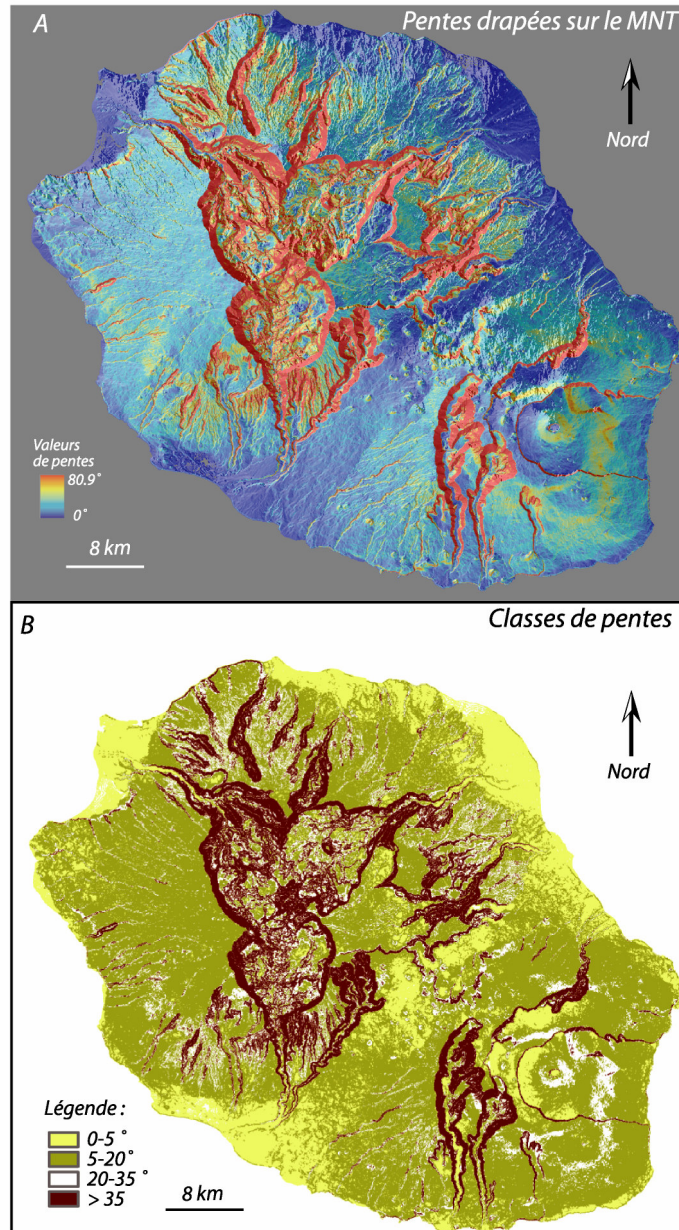 A
Pentes drapées sur le MNT
Nord
Valeurs
de pentes
80.9°
0°
8 km
B
Classes de pentes
Nord
Légende :
0-5 °
5-20°
20-35 °
> 35
8 km